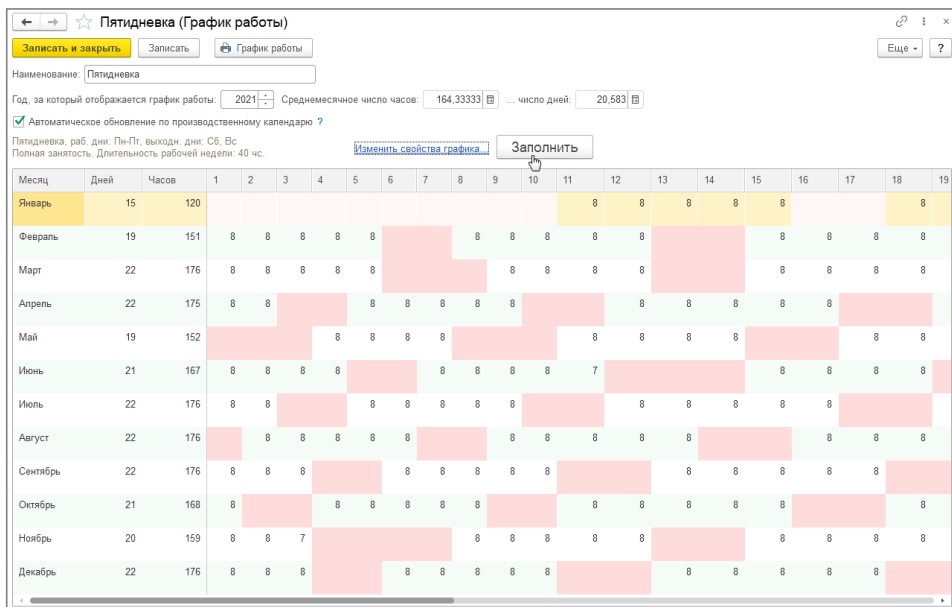 Пятидневка (График работы)
Записать и закрыть Записать График работы Еще ?
Наименование: Пятидневка
Год, за который отображается график работы: 2021 Среднемесячное число часов: 164,33333 ... число дней: 20,583
Автоматическое обновление по производственному календарю ?
Пятидневка, раб. дни: Пн-Пт, выходн. дни: Сб, Вс
Полная занятость. Длительность рабочей недели: 40 чс.
Изменить свойства графика... Заполнить
Месяц Дней Часов 1 2 3 4 5 6 7 8 9 10 11 12 13 14 15 16 17 18 19
Январь 15 120 8 8 8 8 8 8
Февраль 19 151 8 8 8 8 8 8 8 8 8 8 8 8 8 8
Март 22 176 8 8 8 8 8 8 8 8 8 8 8 8 8
Апрель 22 175 8 8 8 8 8 8 8 8 8 8 8 8
Май 19 152 8 8 8 8 8 8 8 8 8 8
Июнь 21 167 8 8 8 8 8 8 8 8 7 8 8 8 8
Июль 22 176 8 8 8 8 8 8 8 8 8 8 8 8
Август 22 176 8 8 8 8 8 8 8 8 8 8 8 8 8
Сентябрь 22 176 8 8 8 8 8 8 8 8 8 8 8 8 8
Октябрь 21 168 8 8 8 8 8 8 8 8 8 8 8 8
Ноябрь 20 159 8 8 7 8 8 8 8 8 8 8 8 8
Декабрь 22 176 8 8 8 8 8 8 8 8 8 8 8 8 8